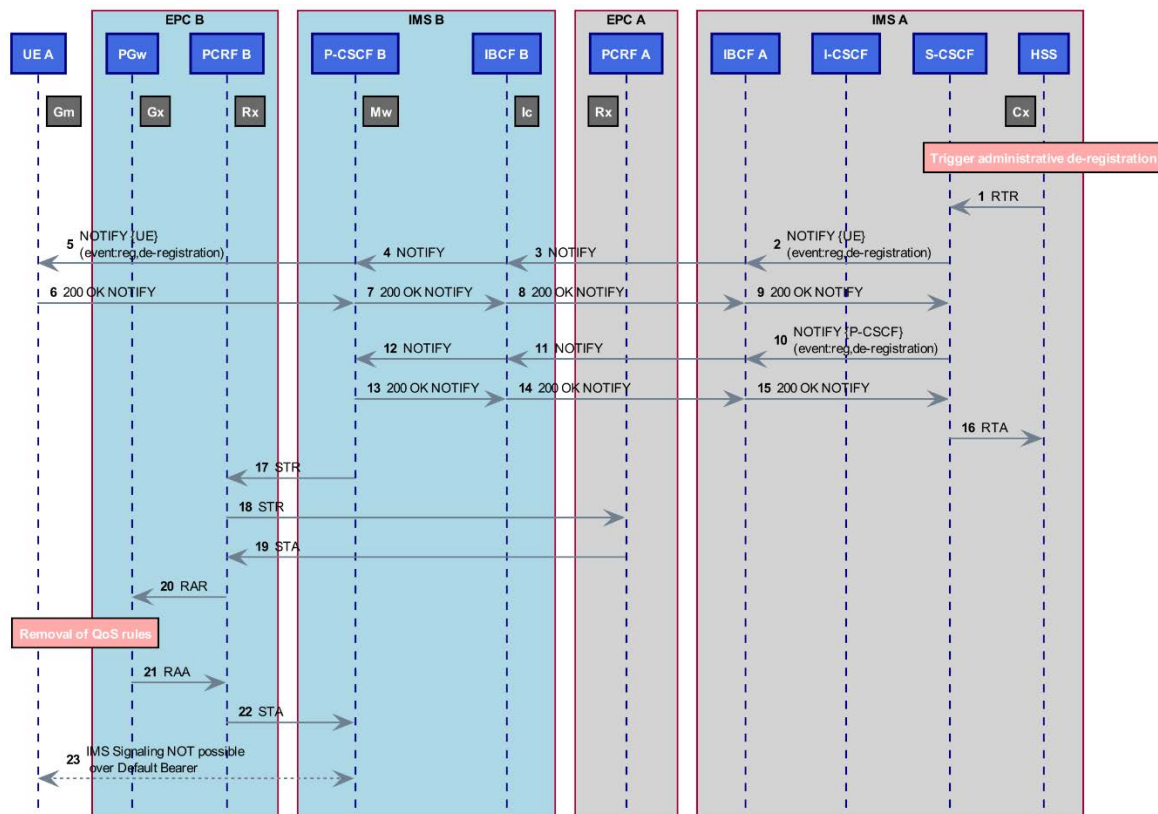 EPC B
IMS B
EPC A
IMS A
UE A
PGw
PCRF B
P-CSCF B
IBCF B
PCRF A
IBCF A
I-CSCF
S-CSCF
HSS
Gm
Gx
Rx
Mw
Ic
Rx
Cx
Trigger administrative de-registration
1 RTR
2 NOTIFY {UE}
(event:reg,de-registration)
3 NOTIFY
4 NOTIFY
5 NOTIFY {UE}
(event:reg,de-registration)
6 200 OK NOTIFY
7 200 OK NOTIFY
8 200 OK NOTIFY
9 200 OK NOTIFY
10 NOTIFY {P-CSCF}
(event:reg,de-registration)
11 NOTIFY
12 NOTIFY
13 200 OK NOTIFY
14 200 OK NOTIFY
15 200 OK NOTIFY
16 RTA
17 STR
18 STR
19 STA
20 RAR
Removal of QoS rules
21 RAA
22 STA
23 IMS Signaling NOT possible
over Default Bearer